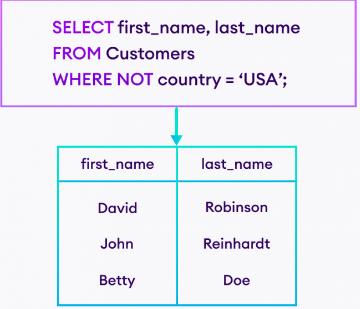 SELECT first_name, last_name
FROM Customers
WHERE NOT country = ‘USA’;
first_name last_name
David Robinson
John Reinhardt
Betty Doe